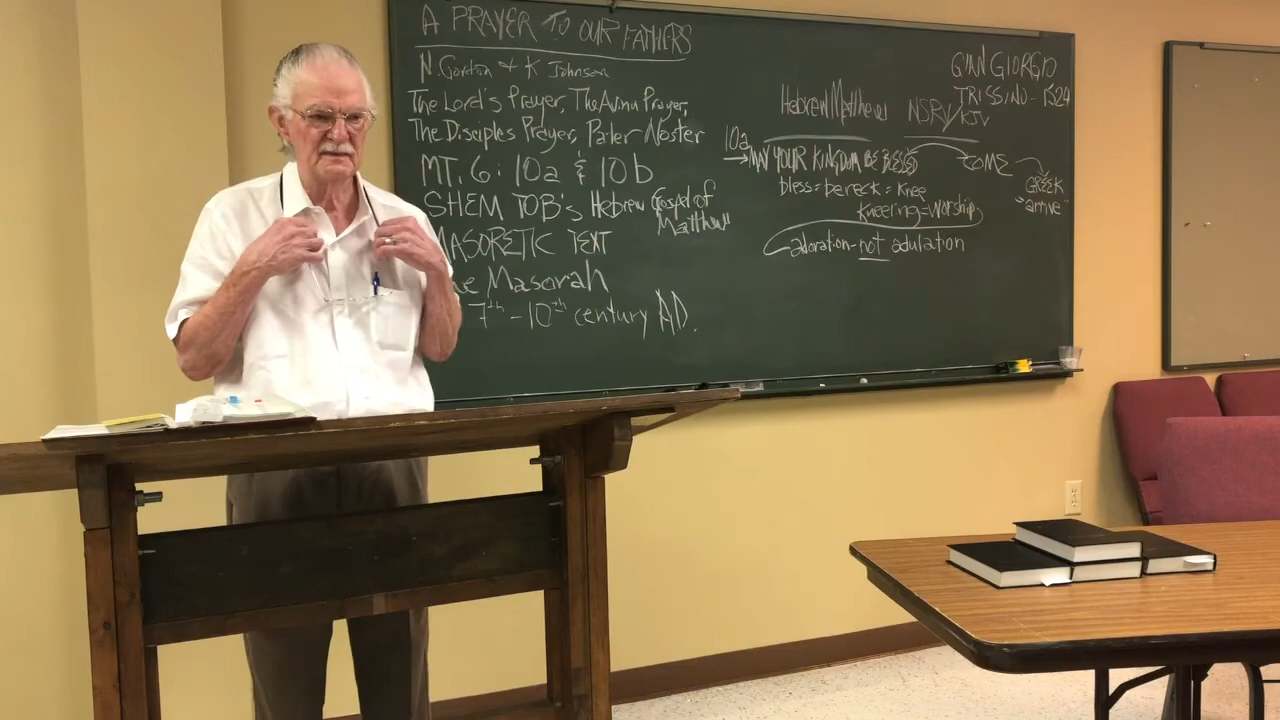 A PRAYER TO OUR FATHERS
N. Gordon & K Johnson
The Lord's Prayer, The Avinu Prayer,
The Disciples Prayer, Pater Noster
MT. 6: 10a & 10b
SHEM TOB's Hebrew Gospel of
Matthew
MASORETIC TEXT
Masorah
7th - 10th century AD.
GIAN GIORGIO
TRISSINO - 1524
Hebrew Matthew NSRV/KJV
10a
→ MAY YOUR KINGDOM BE BLESSED COME
GREEK
"arrive"
bless = bereck = knee
kneering = worship
adoration - not adulation